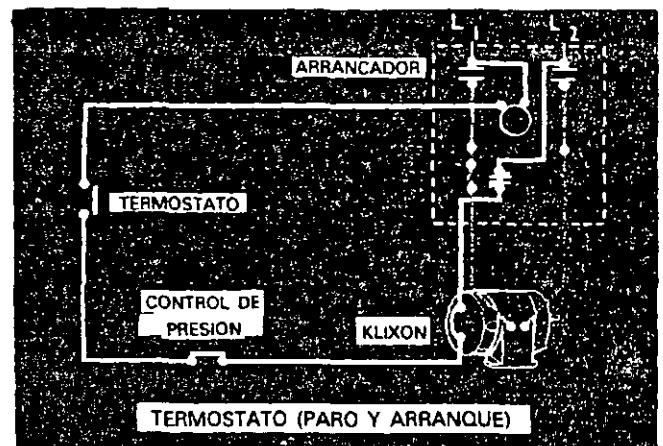 L1 L2
ARRANCADOR
TERMOSTATO
CONTROL DE
PRESION
KLIXON
TERMOSTATO (PARO Y ARRANQUE)